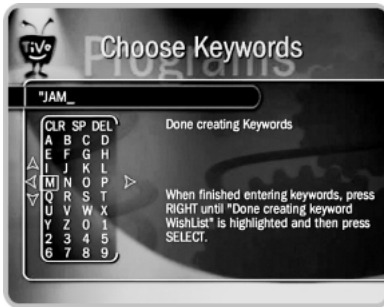 TiVo
Programs
Choose Keywords
"JAM_
CLR SP DEL
A B C D
E F G H
I J K L
M N O P
Q R S T
U V W X
Y Z 0 1
2 3 4 5
6 7 8 9
Done creating Keywords
When finished entering keywords, press
RIGHT until "Done creating keyword
WishList" is highlighted and then press
SELECT.